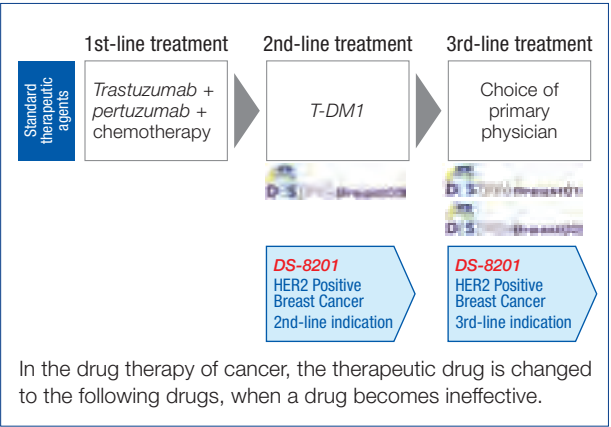 1st-line treatment
2nd-line treatment
3rd-line treatment
Standard
therapeutic
agents
Trastuzumab +
pertuzumab +
chemotherapy
T-DM1
Choice of
primary
physician
DS-8201
HER2 Positive
Breast Cancer
2nd-line indication
DS-8201
HER2 Positive
Breast Cancer
3rd-line indication
In the drug therapy of cancer, the therapeutic drug is changed
to the following drugs, when a drug becomes ineffective.